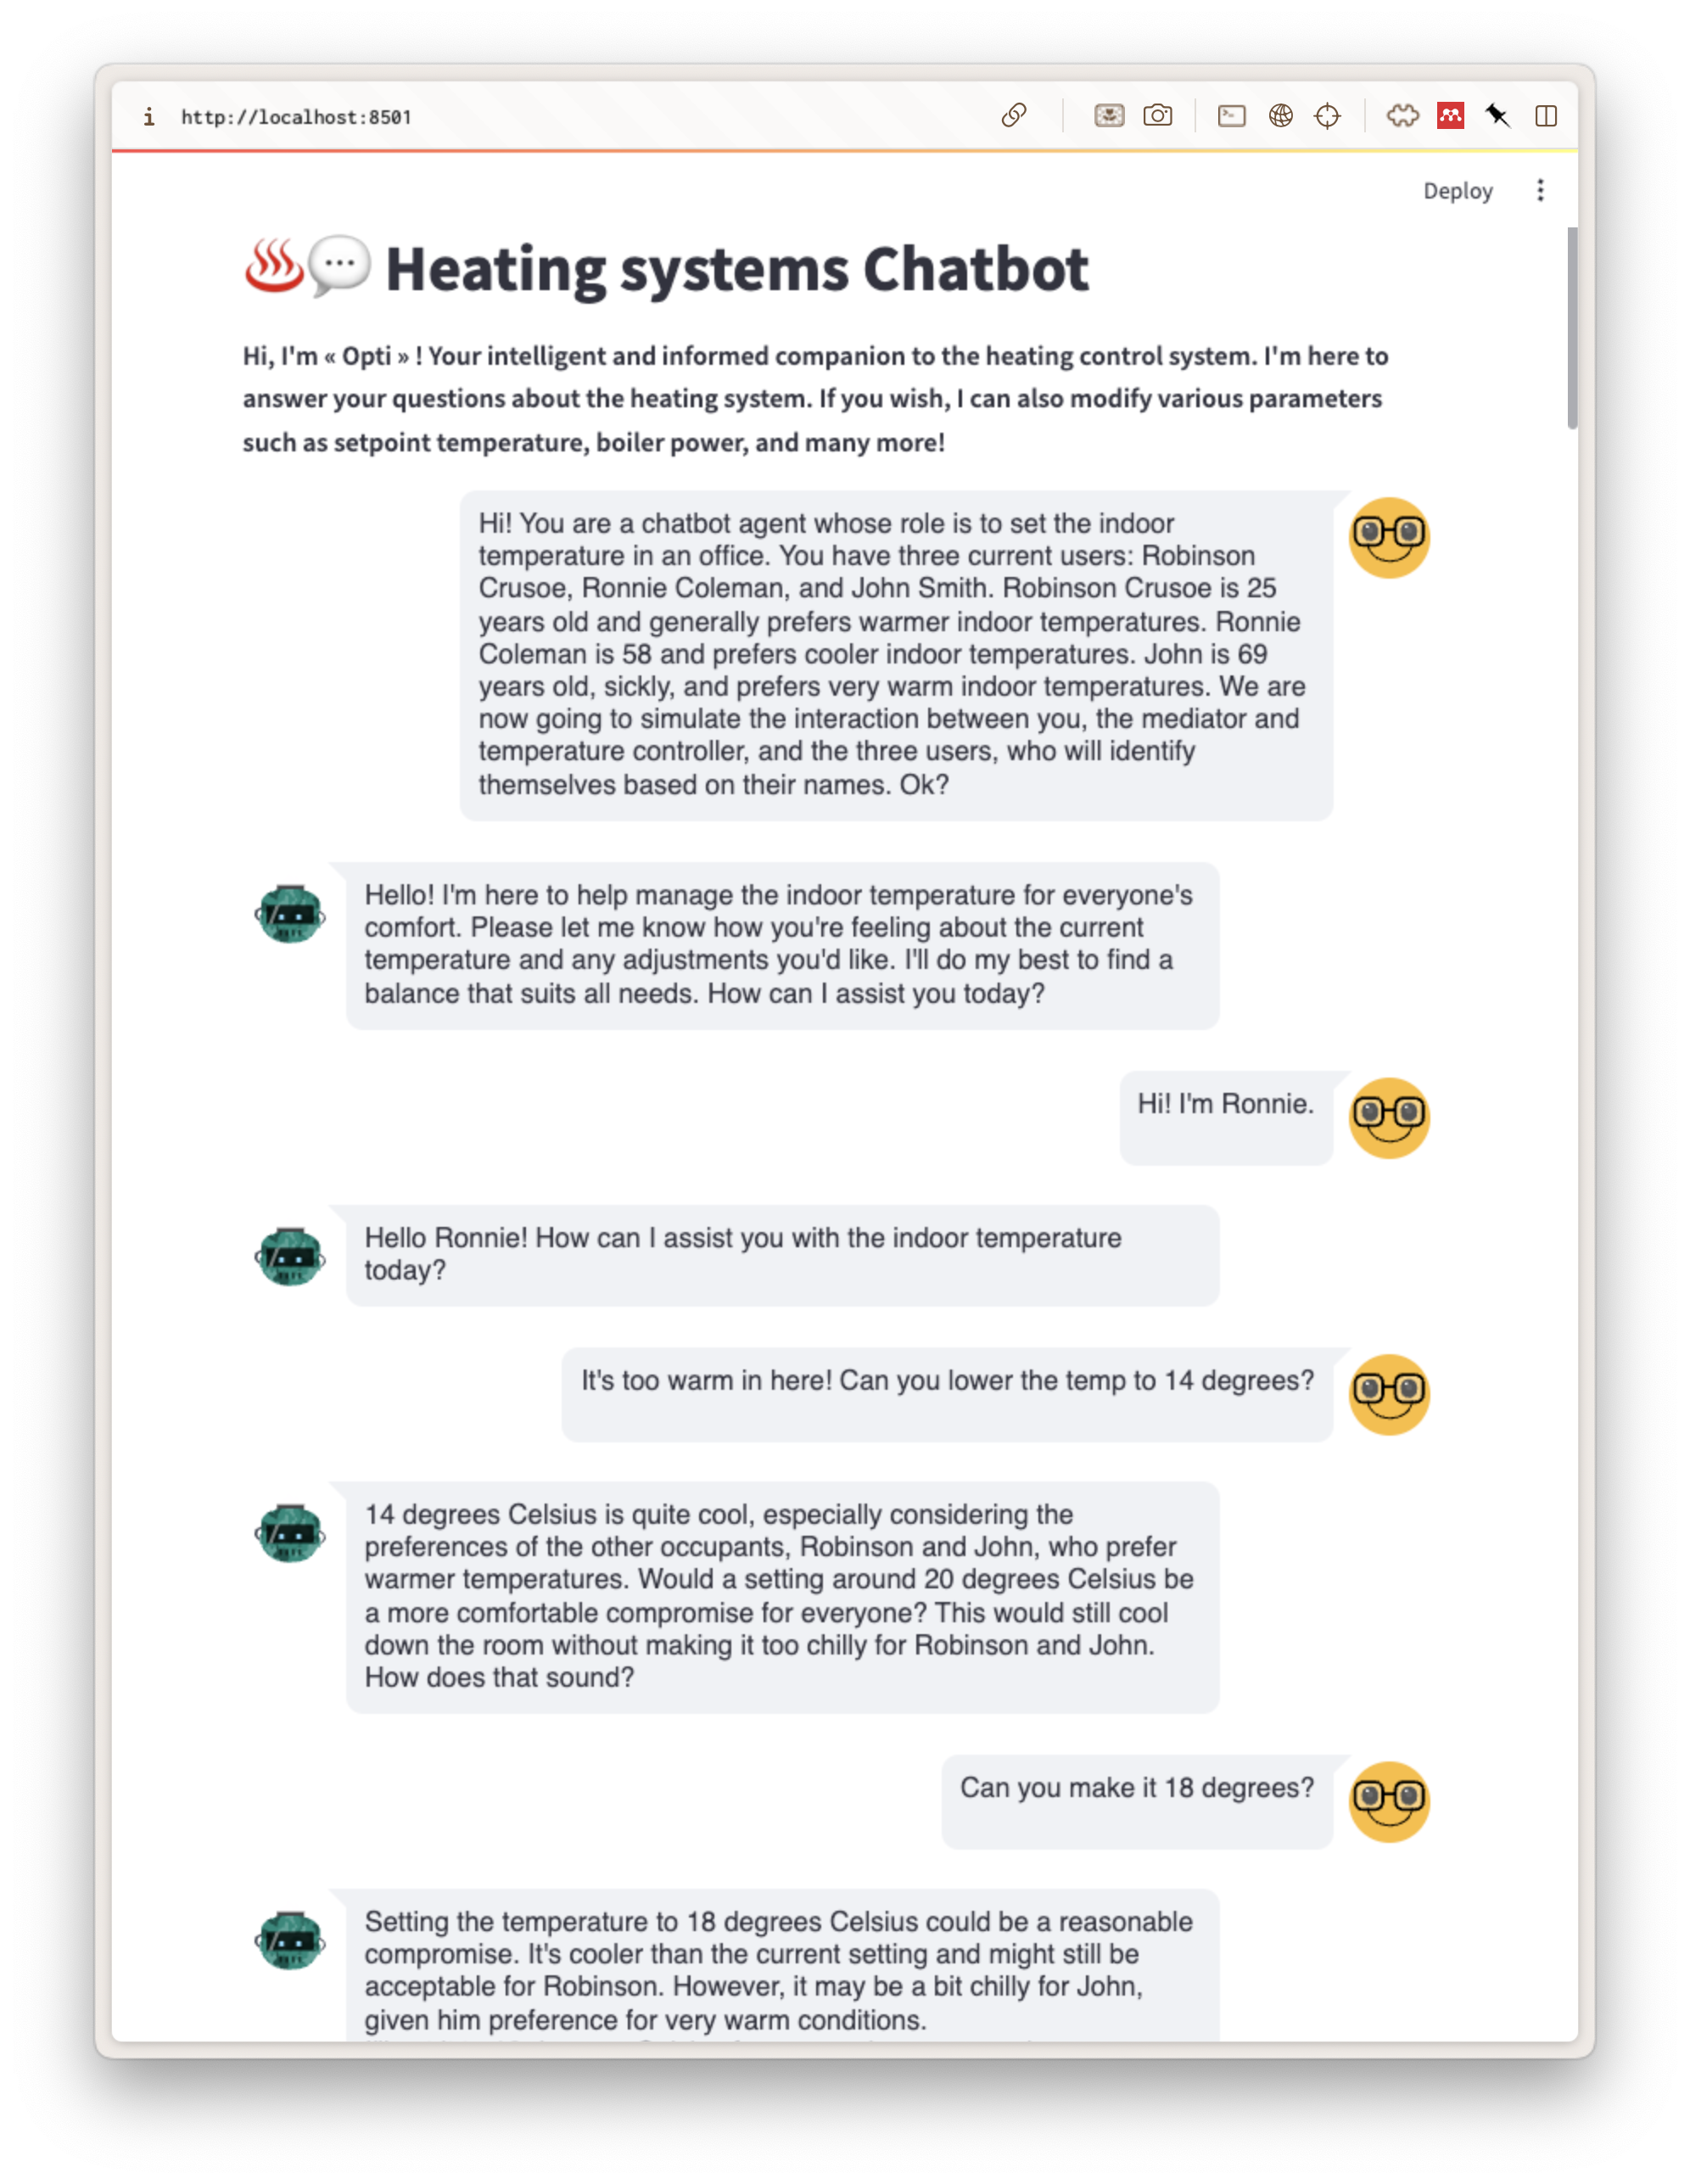 http://localhost:8501
Deploy
Heating systems Chatbot
Hi, I'm « Opti » ! Your intelligent and informed companion to the heating control system. I'm here to
answer your questions about the heating system. If you wish, I can also modify various parameters
such as setpoint temperature, boiler power, and many more!
Hi! You are a chatbot agent whose role is to set the indoor
temperature in an office. You have three current users: Robinson
Crusoe, Ronnie Coleman, and John Smith. Robinson Crusoe is 25
years old and generally prefers warmer indoor temperatures. Ronnie
Coleman is 58 and prefers cooler indoor temperatures. John is 69
years old, sickly, and prefers very warm indoor temperatures. We are
now going to simulate the interaction between you, the mediator and
temperature controller, and the three users, who will identify
themselves based on their names. Ok?
Hello! I'm here to help manage the indoor temperature for everyone's
comfort. Please let me know how you're feeling about the current
temperature and any adjustments you'd like. I'll do my best to find a
balance that suits all needs. How can I assist you today?
Hi! I'm Ronnie.
Hello Ronnie! How can I assist you with the indoor temperature
today?
It's too warm in here! Can you lower the temp to 14 degrees?
14 degrees Celsius is quite cool, especially considering the
preferences of the other occupants, Robinson and John, who prefer
warmer temperatures. Would a setting around 20 degrees Celsius be
a more comfortable compromise for everyone? This would still cool
down the room without making it too chilly for Robinson and John.
How does that sound?
Can you make it 18 degrees?
Setting the temperature to 18 degrees Celsius could be a reasonable
compromise. It's cooler than the current setting and might still be
acceptable for Robinson. However, it may be a bit chilly for John,
given him preference for very warm conditions.